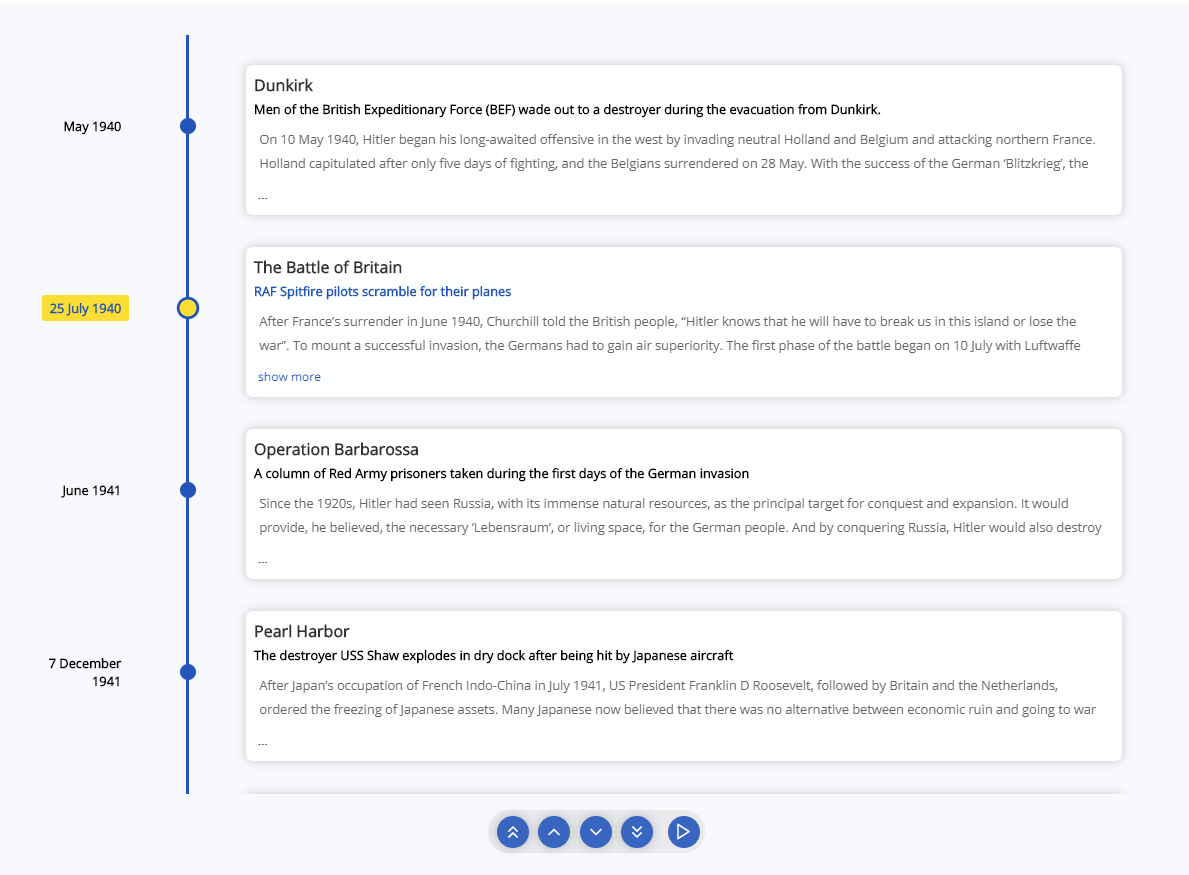 May 1940
Dunkirk
Men of the British Expeditionary Force (BEF) wade out to a destroyer during the evacuation from Dunkirk.
On 10 May 1940, Hitler began his long-awaited offensive in the west by invading neutral Holland and Belgium and attacking northern France.
Holland capitulated after only five days of fighting, and the Belgians surrendered on 28 May. With the success of the German ‘Blitzkrieg’, the
...
25 July 1940
The Battle of Britain
RAF Spitfire pilots scramble for their planes
After France’s surrender in June 1940, Churchill told the British people, “Hitler knows that he will have to break us in this island or lose the
war”. To mount a successful invasion, the Germans had to gain air superiority. The first phase of the battle began on 10 July with Luftwaffe
show more
June 1941
Operation Barbarossa
A column of Red Army prisoners taken during the first days of the German invasion
Since the 1920s, Hitler had seen Russia, with its immense natural resources, as the principal target for conquest and expansion. It would
provide, he believed, the necessary ‘Lebensraum’, or living space, for the German people. And by conquering Russia, Hitler would also destroy
...
7 December
1941
Pearl Harbor
The destroyer USS Shaw explodes in dry dock after being hit by Japanese aircraft
After Japan’s occupation of French Indo-China in July 1941, US President Franklin D Roosevelt, followed by Britain and the Netherlands,
ordered the freezing of Japanese assets. Many Japanese now believed that there was no alternative between economic ruin and going to war
...